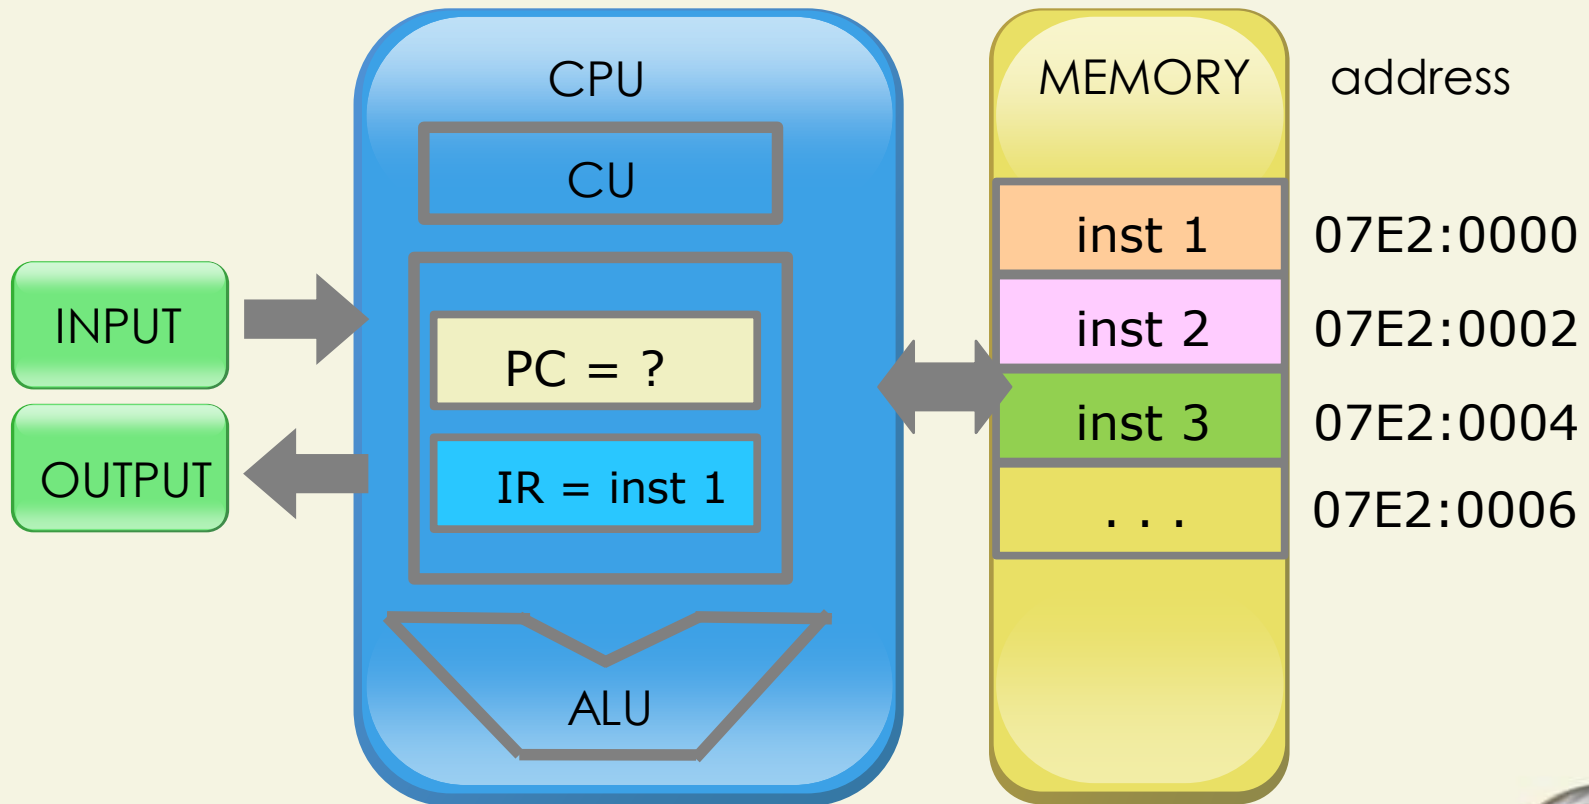 CPU
CU
INPUT
OUTPUT
PC = ?
IR = inst 1
ALU
MEMORY
address
inst 1
07E2:0000
inst 2
07E2:0002
inst 3
07E2:0004
. . .
07E2:0006